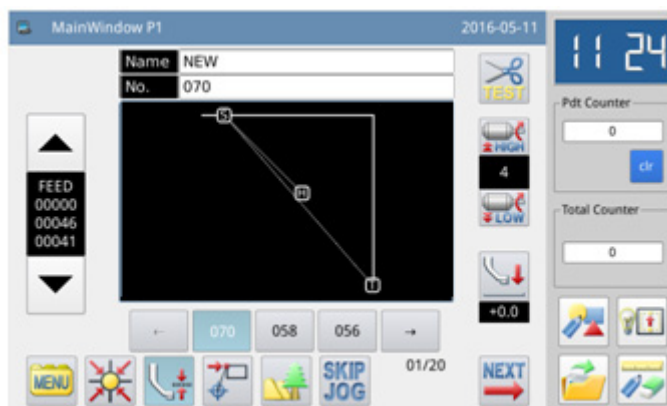 MainWindow P1
2016-05-11
11 24
Name NEW
No. 070
TEST
HIGH
4
LOW
+0.0
FEED
00000
00046
00041
S
H
T
Pdt Counter
0
clr
Total Counter
0
← 070 058 056 →
MENU
SKIP
JOG
01/20
NEXT